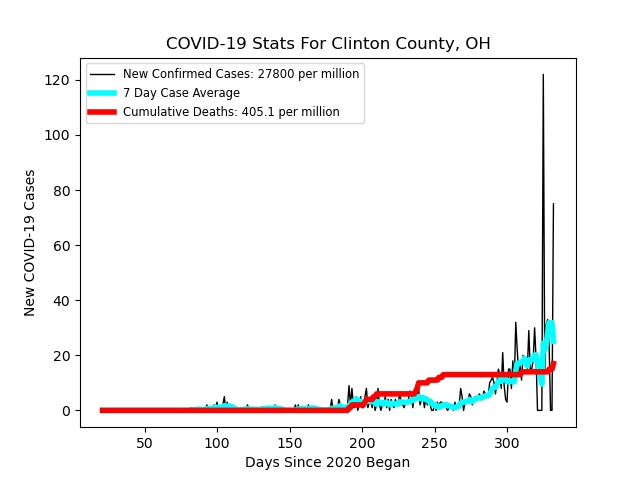 COVID-19 Stats For Clinton County, OH
New Confirmed Cases: 27800 per million
7 Day Case Average
Cumulative Deaths: 405.1 per million
New COVID-19 Cases
120
100
80
60
40
20
0
50 100 150 200 250 300
Days Since 2020 Began